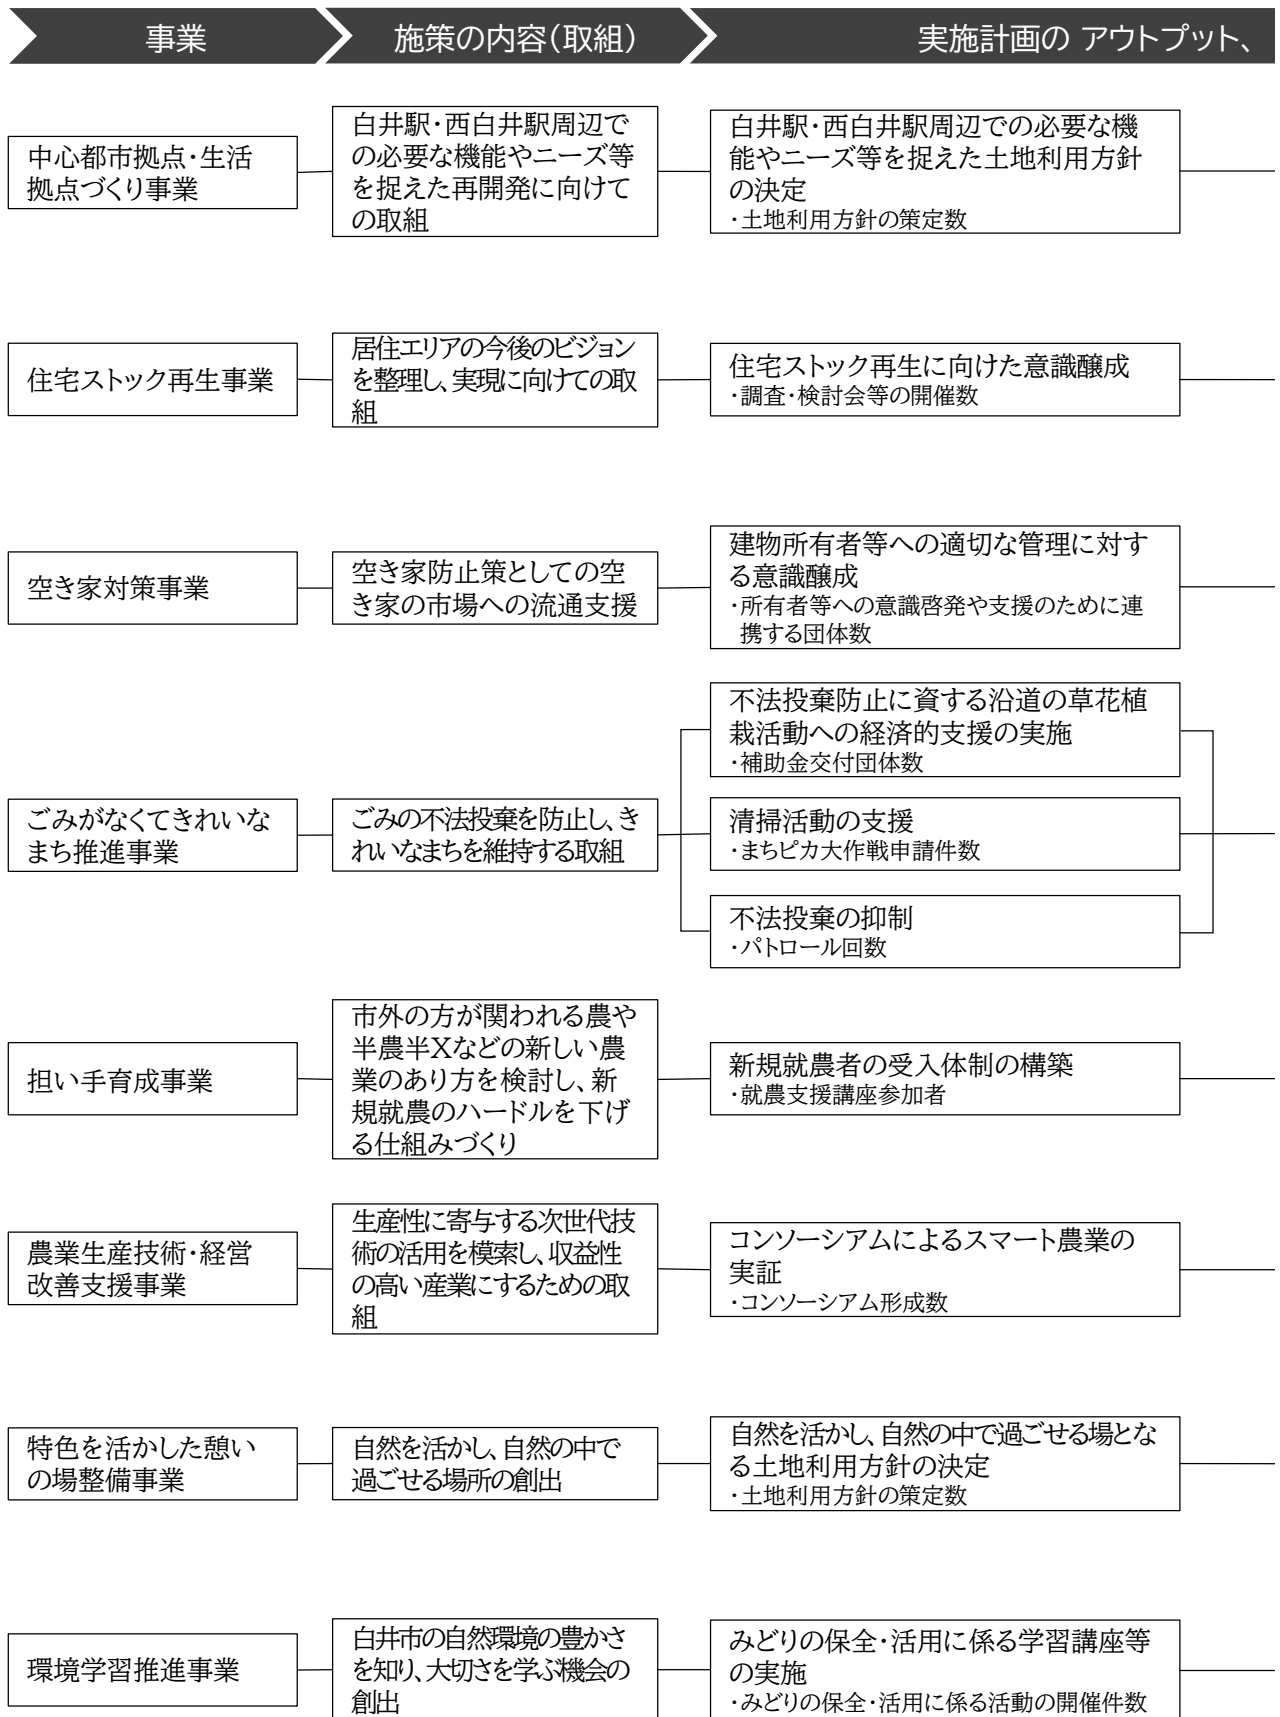 事業
施策の内容(取組)
実施計画の アウトプット、
中心都市拠点・生活
拠点づくり事業
白井駅・西白井駅周辺で
の必要な機能やニーズ等
を捉えた再開発に向けて
の取組
白井駅・西白井駅周辺での必要な機
能やニーズ等を捉えた土地利用方針
の決定
・土地利用方針の策定数
住宅ストック再生事業
居住エリアの今後のビジョン
を整理し、実現に向けての取
組
住宅ストック再生に向けた意識醸成
・調査・検討会等の開催数
空き家対策事業
空き家防止策としての空
き家の市場への流通支援
建物所有者等への適切な管理に対す
る意識醸成
・所有者等への意識啓発や支援のために連
携する団体数
ごみがなくてきれいな
まち推進事業
ごみの不法投棄を防止し、き
れいなまちを維持する取組
不法投棄防止に資する沿道の草花植
栽活動への経済的支援の実施
・補助金交付団体数
清掃活動の支援
・まちピカ大作戦申請件数
不法投棄の抑制
・パトロール回数
担い手育成事業
市外の方が関われる農や
半農半Xなどの新しい農
業のあり方を検討し、新
規就農のハードルを下げ
る仕組みづくり
新規就農者の受入体制の構築
・就農支援講座参加者
農業生産技術・経営
改善支援事業
生産性に寄与する次世代技
術の活用を模索し、収益性
の高い産業にするための取
組
コンソーシアムによるスマート農業の
実証
・コンソーシアム形成数
特色を活かした憩い
の場整備事業
自然を活かし、自然の中で
過ごせる場所の創出
自然を活かし、自然の中で過ごせる場とな
る土地利用方針の決定
・土地利用方針の策定数
環境学習推進事業
白井市の自然環境の豊かさ
を知り、大切さを学ぶ機会の
創出
みどりの保全・活用に係る学習講座等
の実施
・みどりの保全・活用に係る活動の開催件数